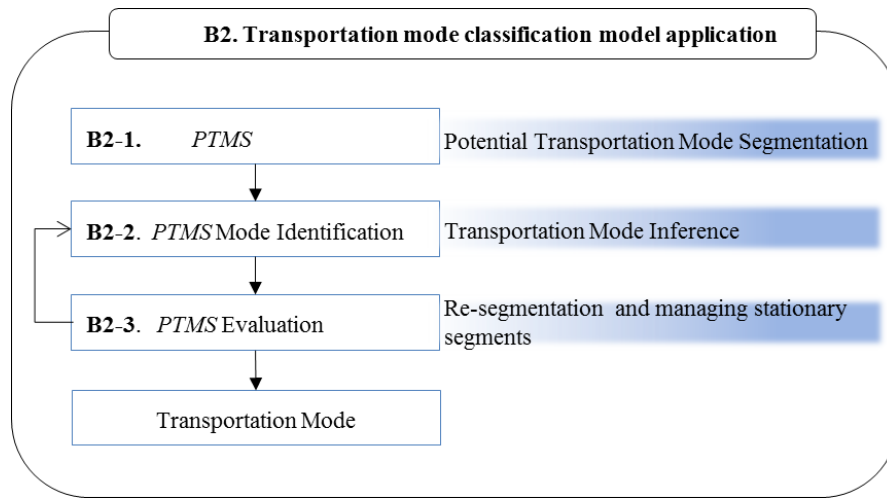 B2. Transportation mode classification model application
B2-1. PTMS
Potential Transportation Mode Segmentation
B2-2. PTMS Mode Identification
Transportation Mode Inference
B2-3. PTMS Evaluation
Re-segmentation and managing stationary
segments
Transportation Mode